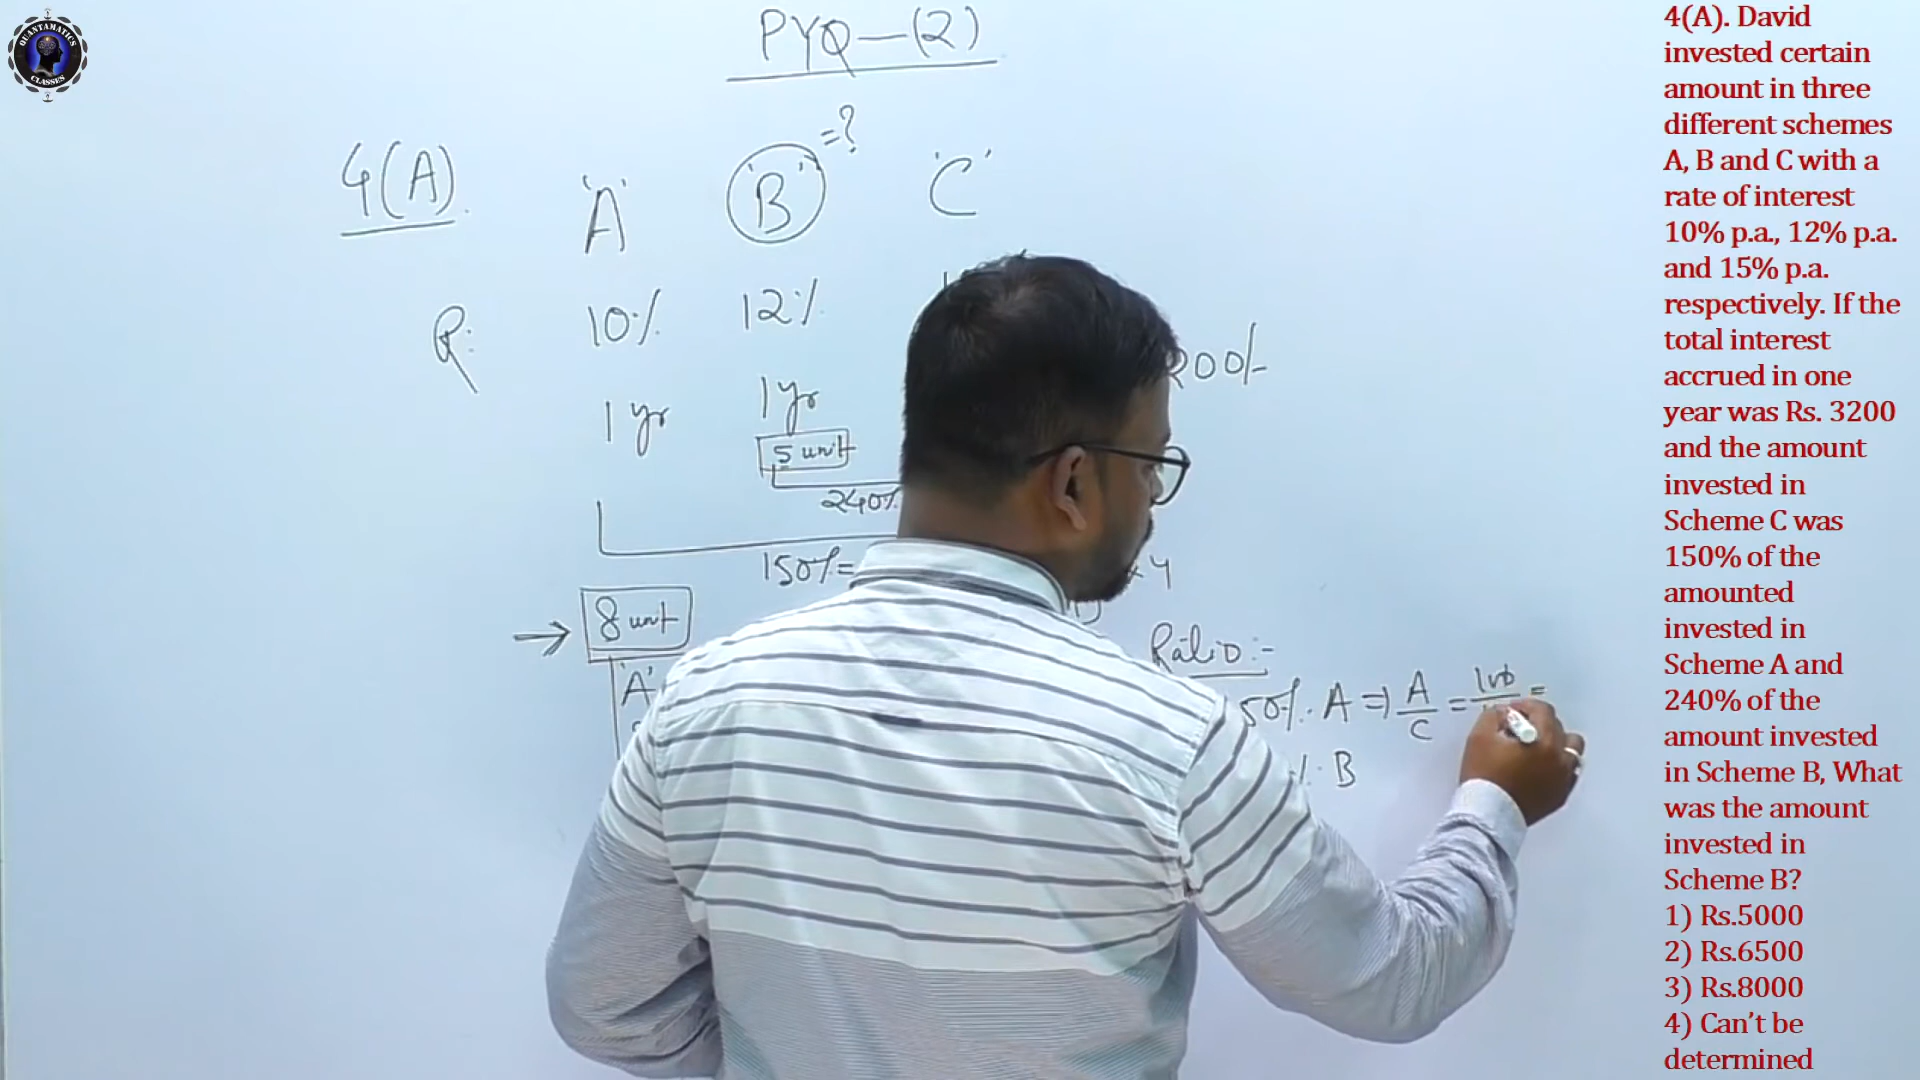 QUANTAMATICS
CLASSES
PYQ-(2)
4(A).
'A' 'B' =? 'C'
R: 10% 12%
1 yr 1 yr
5 unit
240%
150% =
× 4
→ 8 unit
'A'
Ratio:-
50% A ⇒ A/C =
% B
4(A). David
invested certain
amount in three
different schemes
A, B and C with a
rate of interest
10% p.a., 12% p.a.
and 15% p.a.
respectively. If the
total interest
accrued in one
year was Rs. 3200
and the amount
invested in
Scheme C was
150% of the
amounted
invested in
Scheme A and
240% of the
amount invested
in Scheme B, What
was the amount
invested in
Scheme B?
1) Rs.5000
2) Rs.6500
3) Rs.8000
4) Can’t be
determined